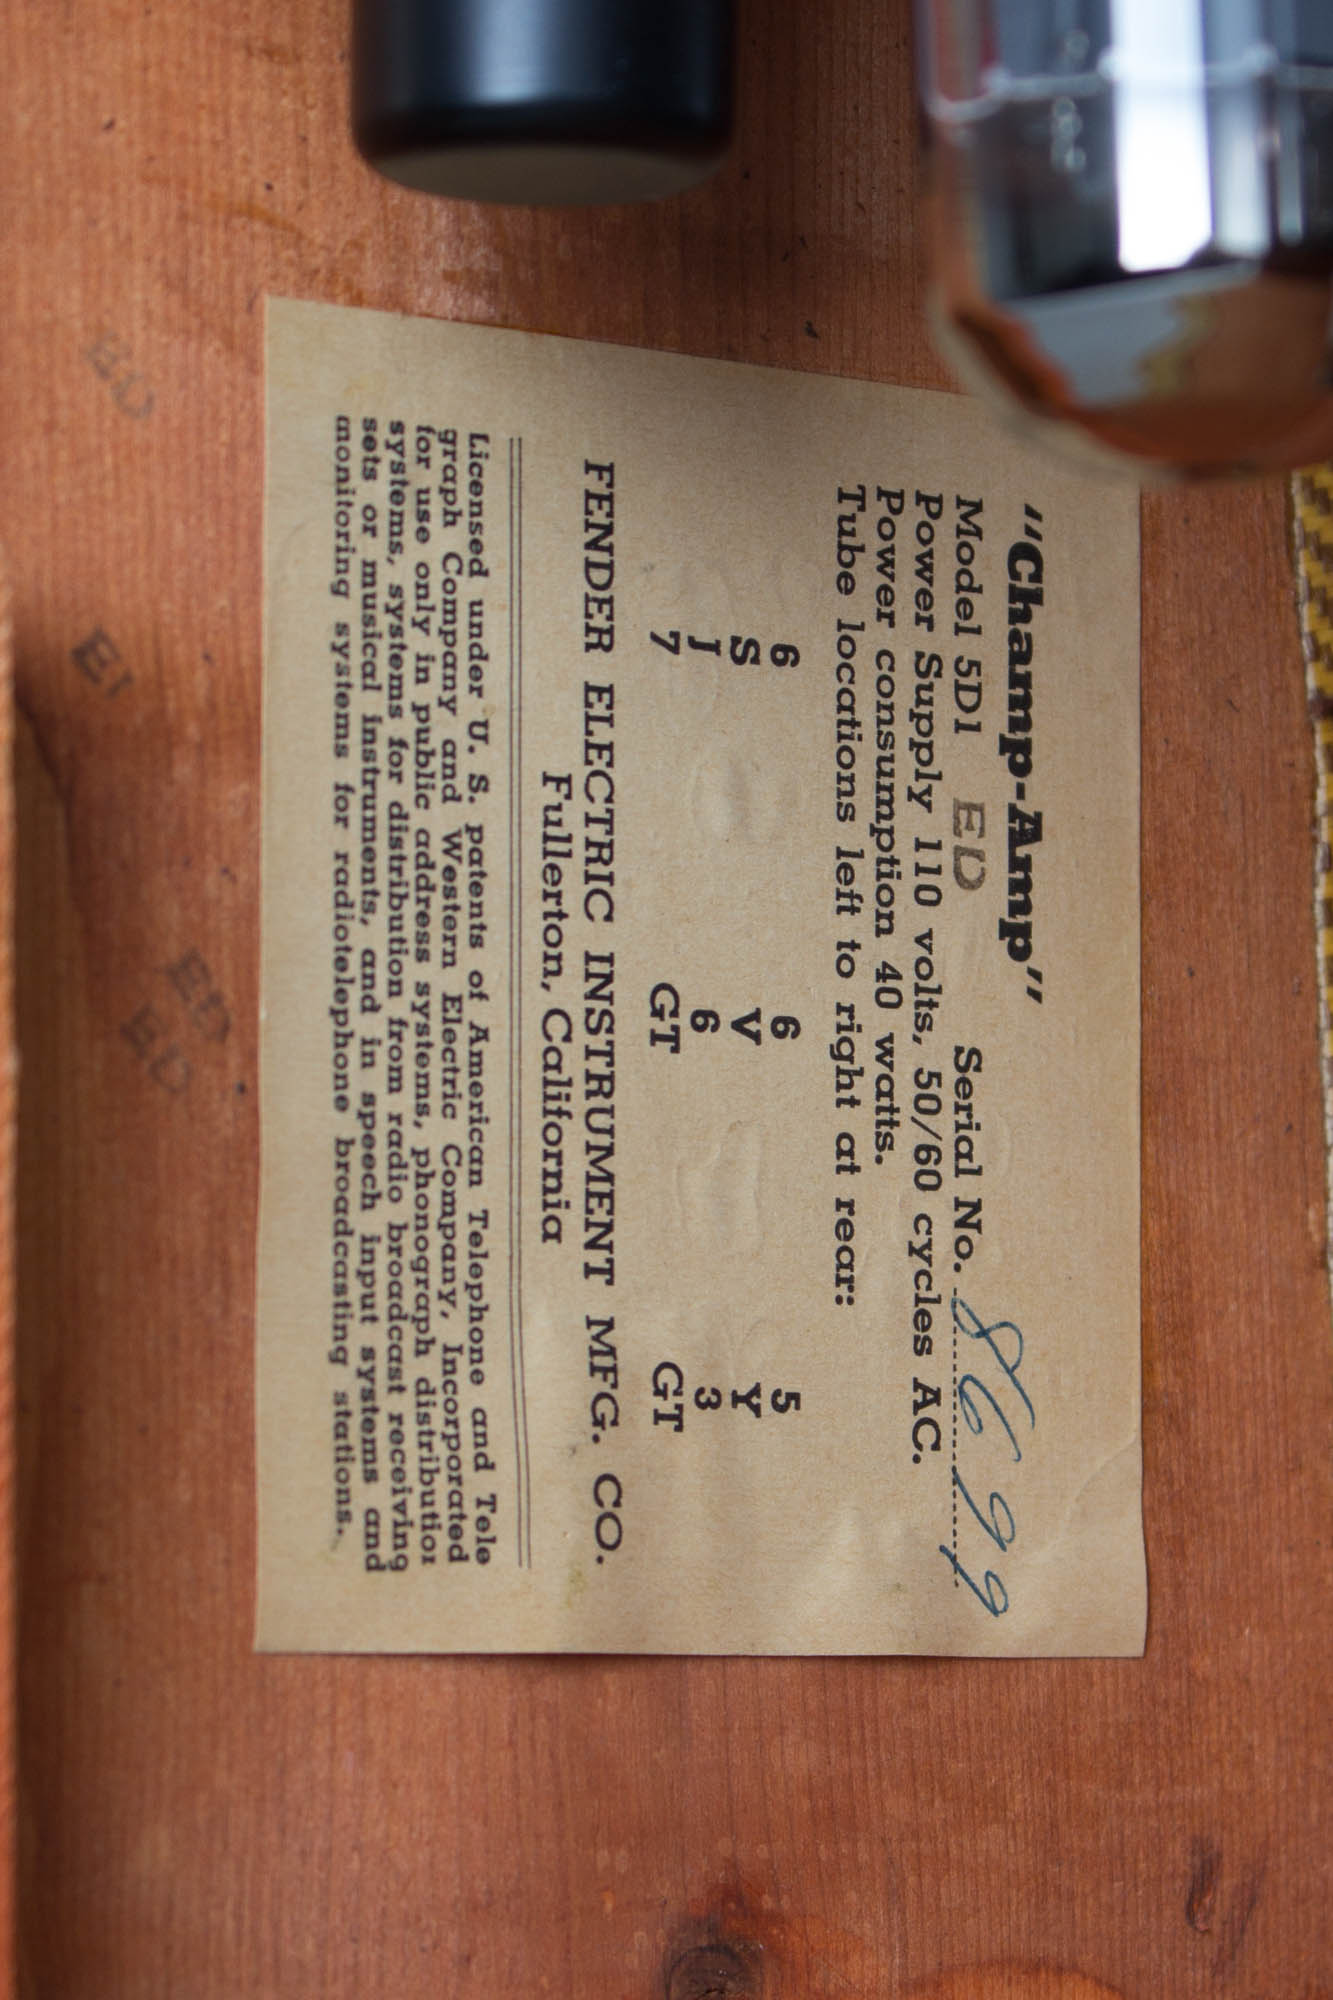 "Champ-Amp"
Model 5D1 ED Serial No. 8699
Power Supply 110 volts, 50/60 cycles AC.
Power consumption 40 watts.
Tube locations left to right at rear:
6 6 5
S V Y
J 6 3
7 GT GT
FENDER ELECTRIC INSTRUMENT MFG. CO.
Fullerton, California
Licensed under U. S. patents of American Telephone and Tele
graph Company and Western Electric Company, Incorporated
for use only in public address systems, phonograph distribution
systems, systems for distribution from radio broadcast receiving
sets or musical instruments, and in speech input systems and
monitoring systems for radiotelephone broadcasting stations.
ED
ED
ED